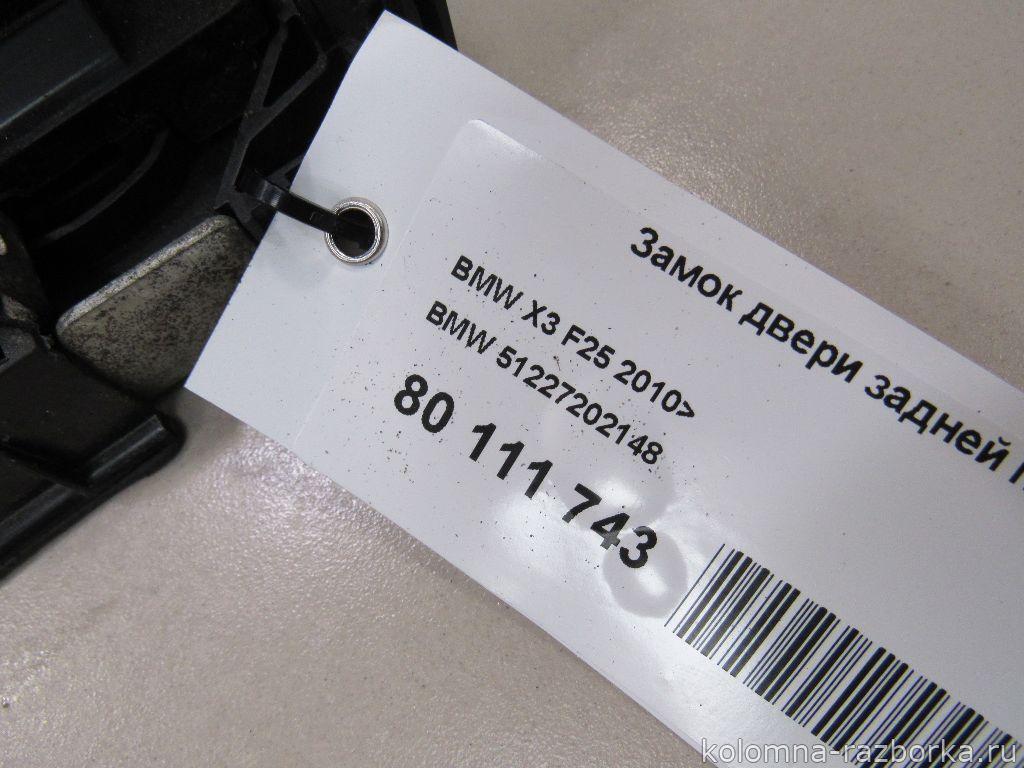 Замок двери задней
BMW X3 F25 2010>
BMW 51227202148
80 111 743
kolomna-razborka.ru